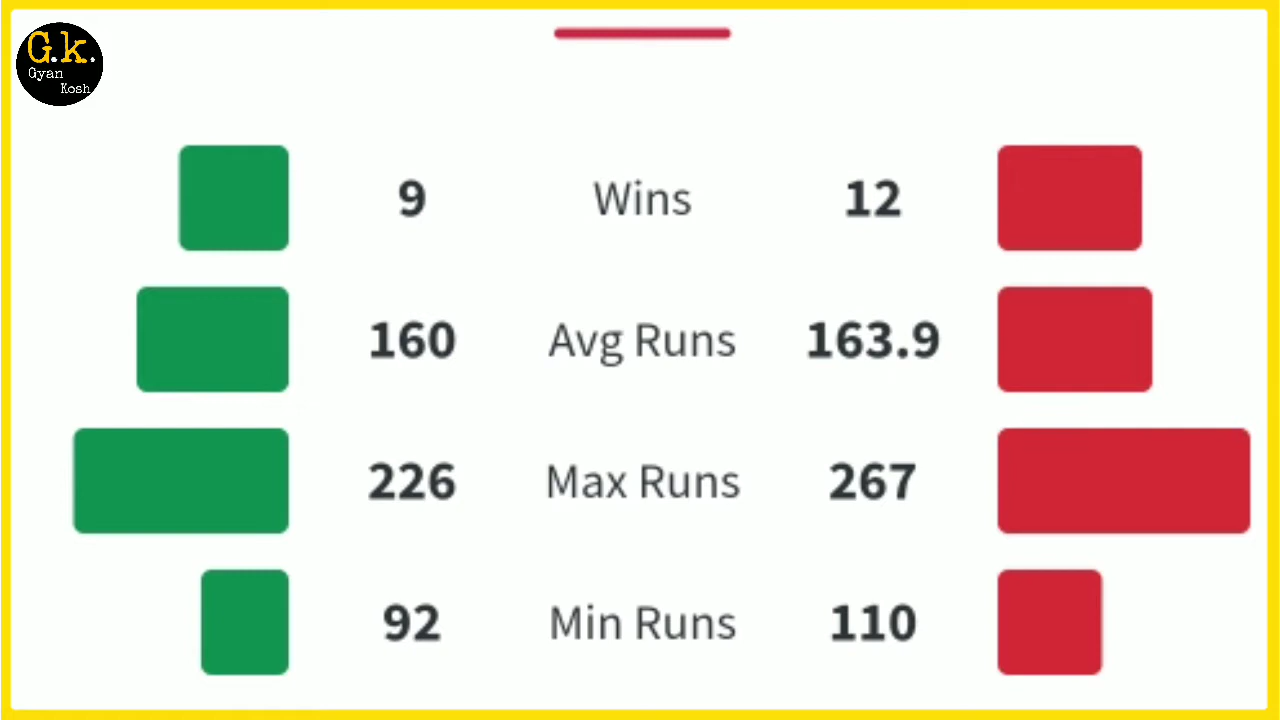 G.k.
Gyan
Kosh
9 Wins 12
160 Avg Runs 163.9
226 Max Runs 267
92 Min Runs 110